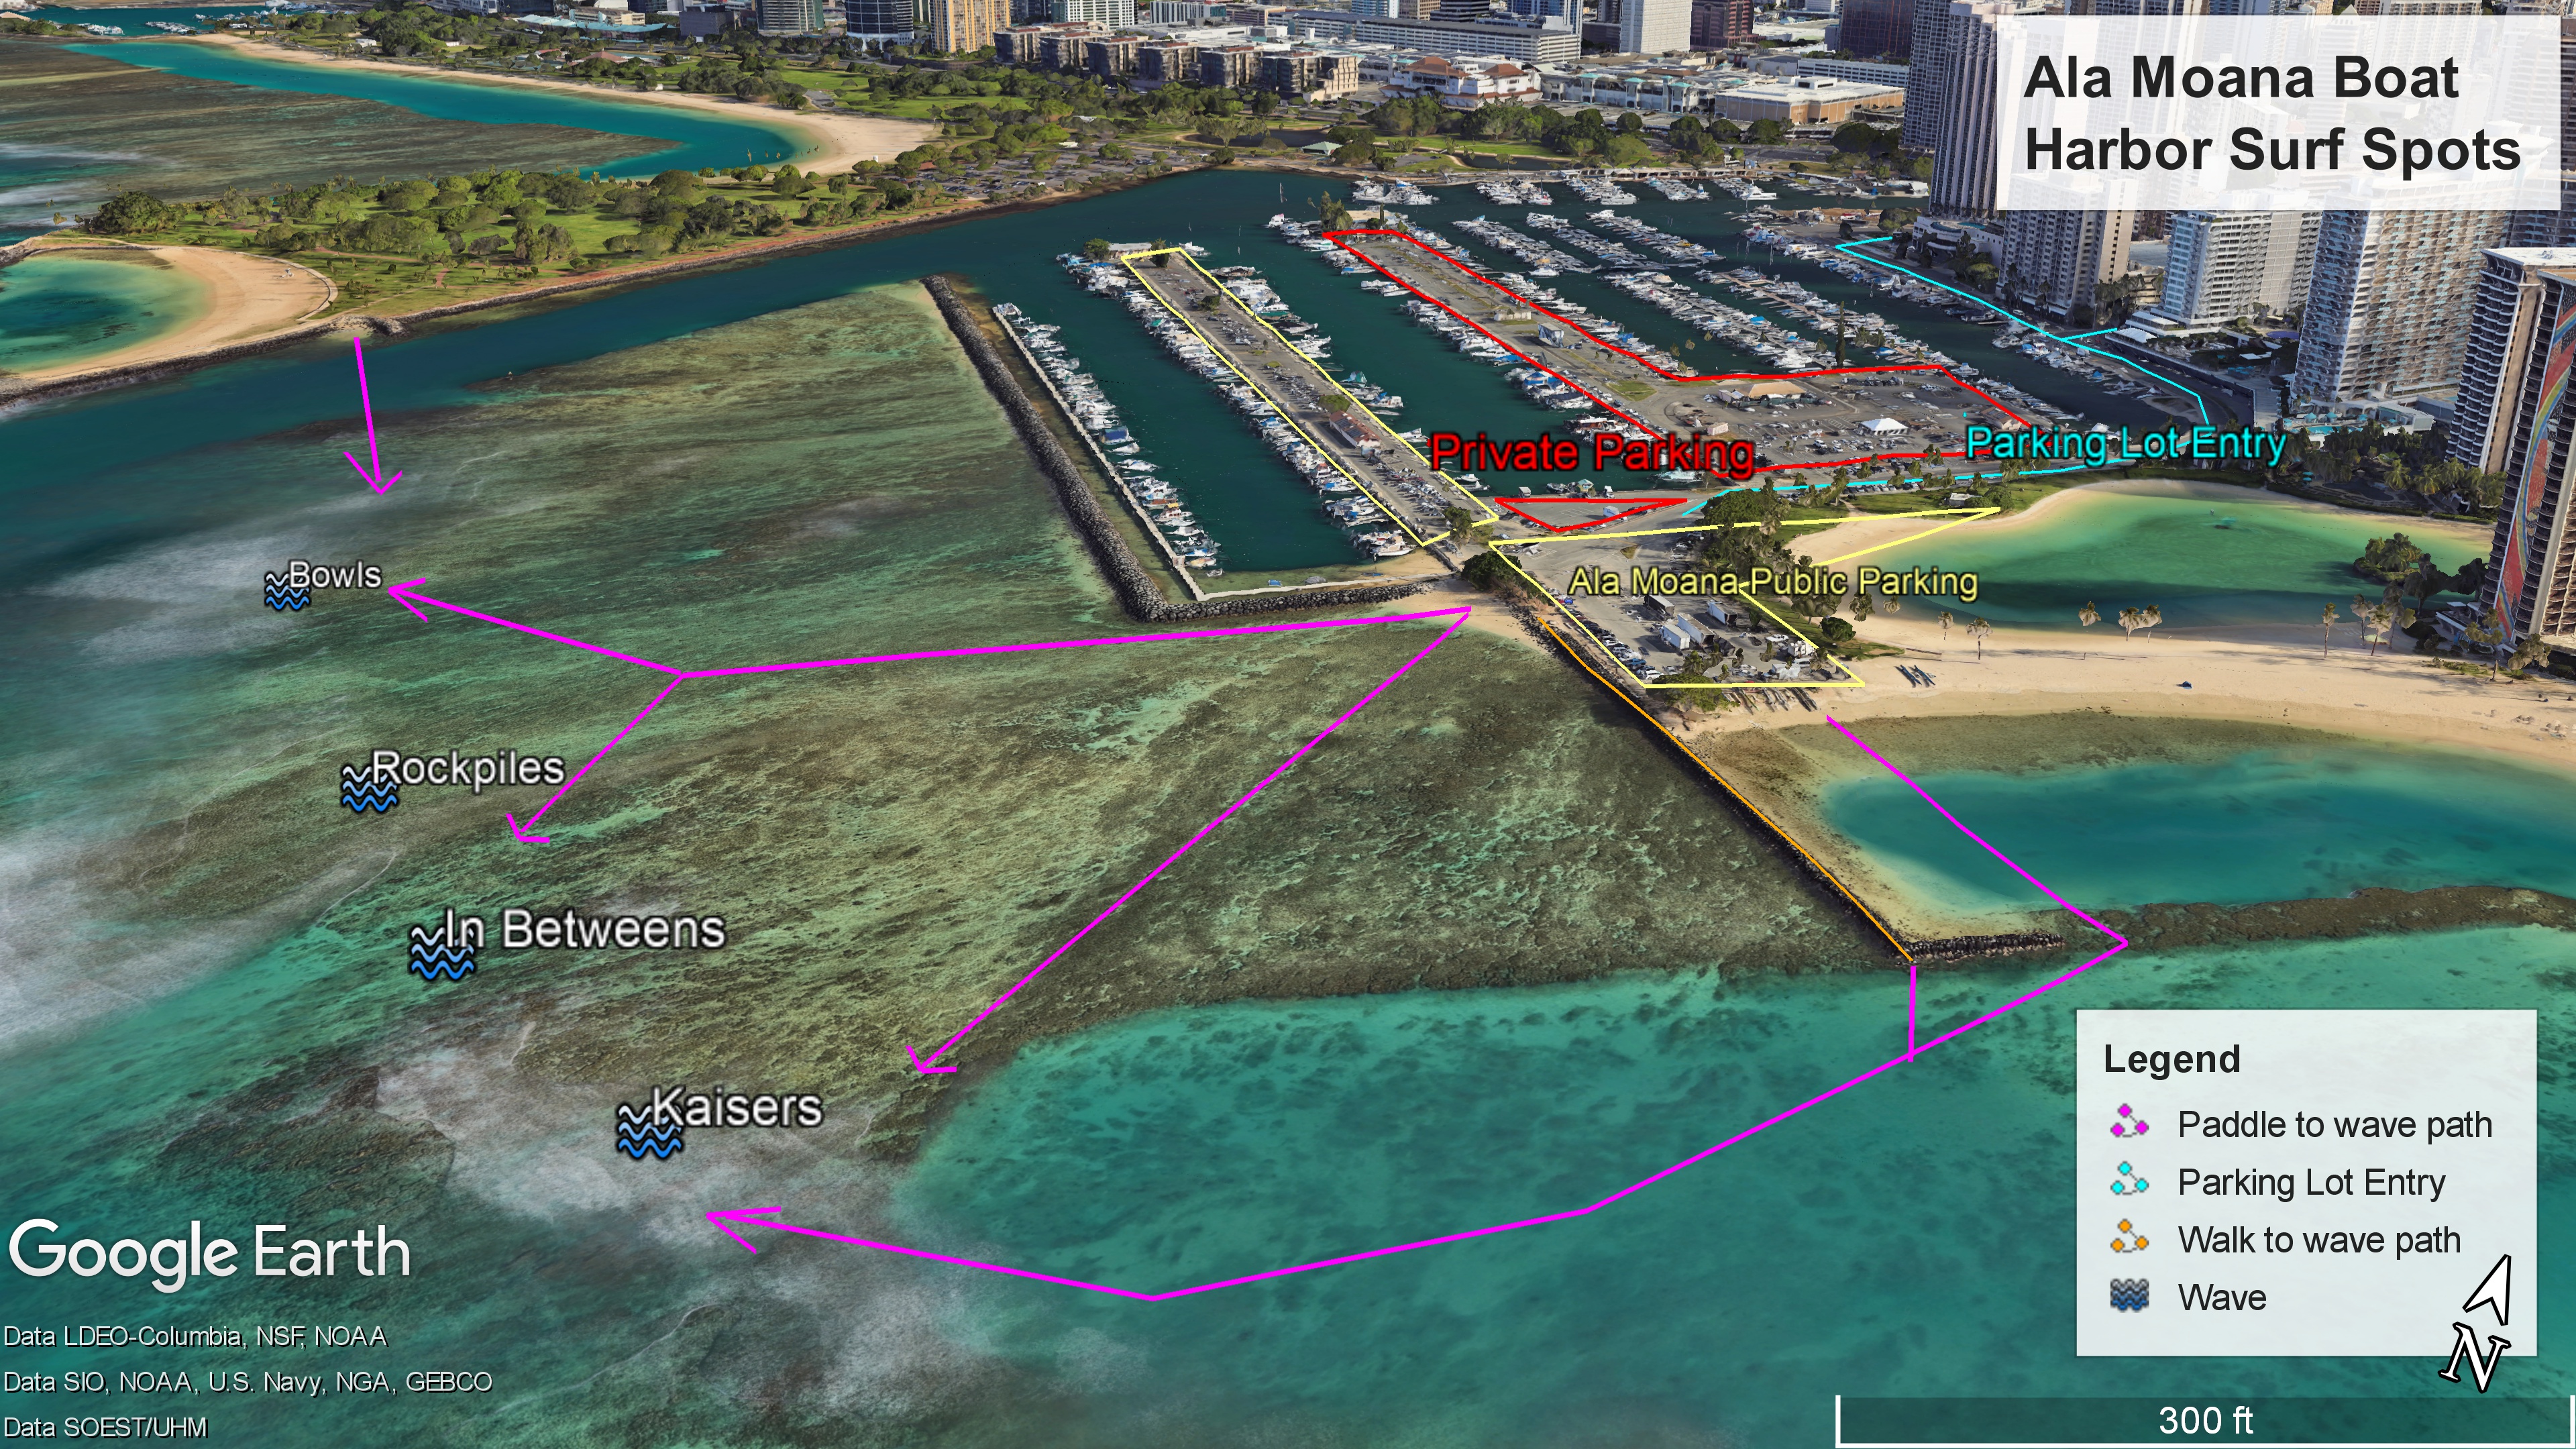 Ala Moana Boat
Harbor Surf Spots
Private Parking
Parking Lot Entry
Bowls
Ala Moana Public Parking
Rockpiles
In Betweens
Kaisers
Legend
Paddle to wave path
Parking Lot Entry
Walk to wave path
Wave
N
Google Earth
Data LDEO-Columbia, NSF, NOAA
Data SIO, NOAA, U.S. Navy, NGA, GEBCO
Data SOEST/UHM
300 ft